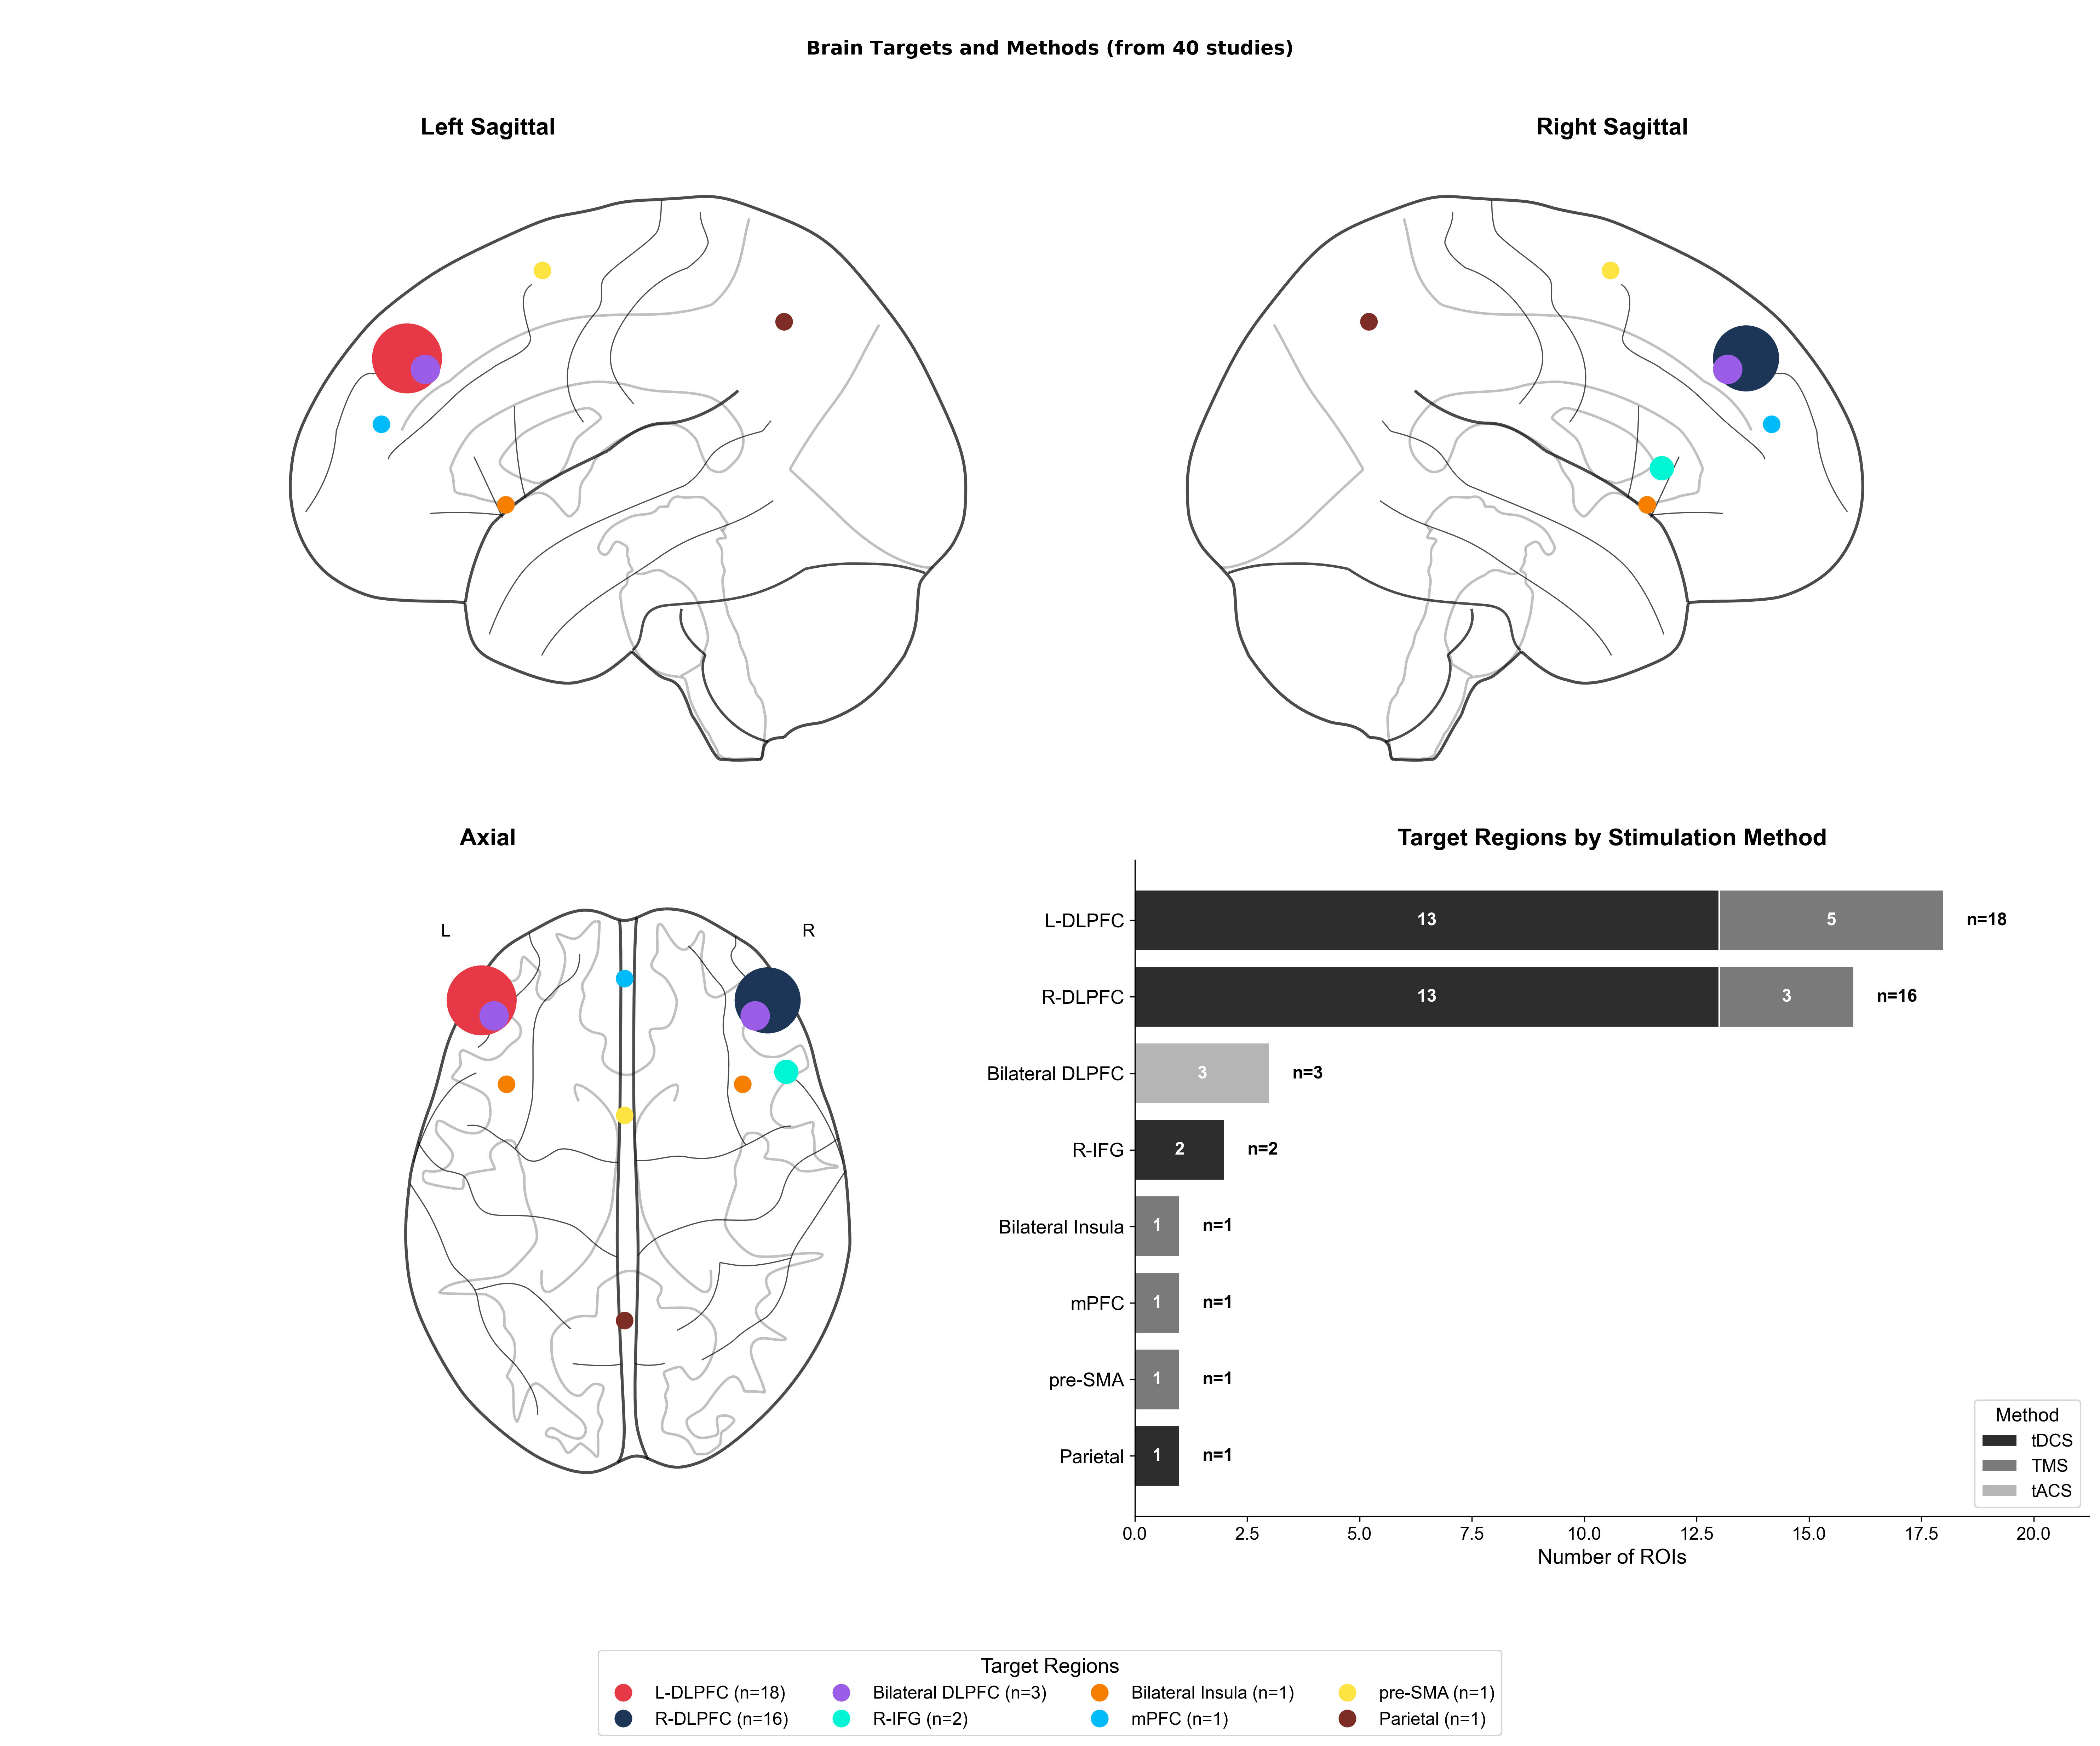 Brain Targets and Methods (from 40 studies)
Left Sagittal
Right Sagittal
Axial
L
R
Target Regions by Stimulation Method
L-DLPFC
13
5
n=18
R-DLPFC
13
3
n=16
Bilateral DLPFC
3
n=3
R-IFG
2
n=2
Bilateral Insula
1
n=1
mPFC
1
n=1
pre-SMA
1
n=1
Parietal
1
n=1
Method
tDCS
TMS
tACS
0.0 2.5 5.0 7.5 10.0 12.5 15.0 17.5 20.0
Number of ROIs
Target Regions
L-DLPFC (n=18) Bilateral DLPFC (n=3) Bilateral Insula (n=1) pre-SMA (n=1)
R-DLPFC (n=16) R-IFG (n=2) mPFC (n=1) Parietal (n=1)